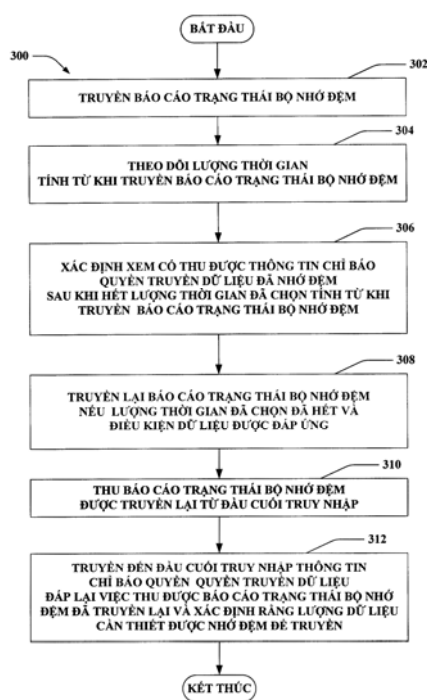 BẮT ĐẦU
300
302
TRUYỀN BÁO CÁO TRẠNG THÁI BỘ NHỚ ĐỆM
304
THEO DÕI LƯỢNG THỜI GIAN
TÍNH TỪ KHI TRUYỀN BÁO CÁO TRẠNG THÁI BỘ NHỚ ĐỆM
306
XÁC ĐỊNH XEM CÓ THU ĐƯỢC THÔNG TIN CHỈ BÁO
QUYỀN TRUYỀN DỮ LIỆU ĐÃ NHỚ ĐỆM
SAU KHI HẾT LƯỢNG THỜI GIAN ĐÃ CHỌN TÍNH TỪ KHI
TRUYỀN BÁO CÁO TRẠNG THÁI BỘ NHỚ ĐỆM
308
TRUYỀN LẠI BÁO CÁO TRẠNG THÁI BỘ NHỚ ĐỆM
NẾU LƯỢNG THỜI GIAN ĐÃ CHỌN ĐÃ HẾT VÀ
ĐIỀU KIỆN DỮ LIỆU ĐƯỢC ĐÁP ỨNG
310
THU BÁO CÁO TRẠNG THÁI BỘ NHỚ ĐỆM
ĐƯỢC TRUYỀN LẠI TỪ ĐẦU CUỐI TRUY NHẬP
312
TRUYỀN ĐẾN ĐẦU CUỐI TRUY NHẬP THÔNG TIN
CHỈ BÁO QUYỀN QUYỀN TRUYỀN DỮ LIỆU
ĐÁP LẠI VIỆC THU ĐƯỢC BÁO CÁO TRẠNG THÁI BỘ NHỚ
ĐỆM ĐÃ TRUYỀN LẠI VÀ XÁC ĐỊNH RẰNG LƯỢNG DỮ LIỆU
CẦN THIẾT ĐƯỢC NHỚ ĐỆM ĐỂ TRUYỀN
KẾT THÚC